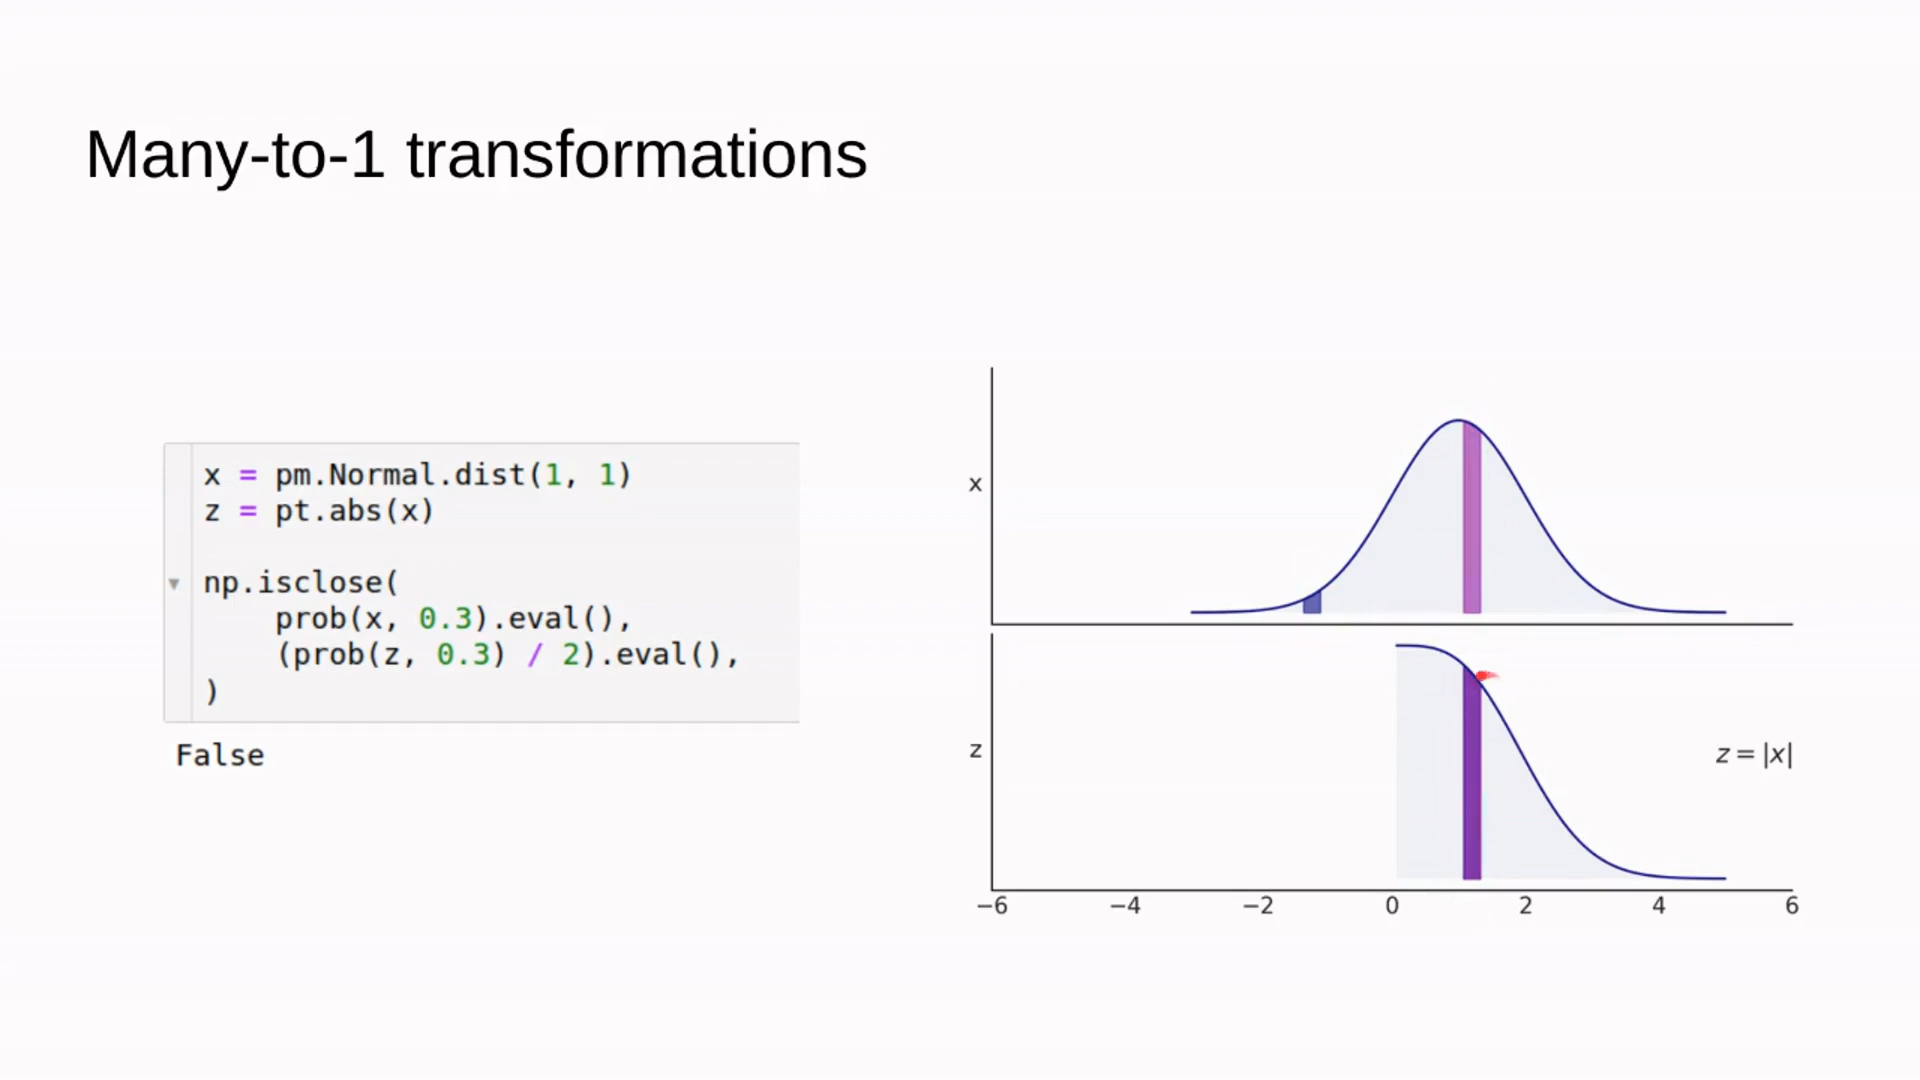 Many-to-1 transformations
x = pm.Normal.dist(1, 1)
z = pt.abs(x)
np.isclose(
    prob(x, 0.3).eval(),
    (prob(z, 0.3) / 2).eval(),
)
False
x
z
z = |x|
−6 −4 −2 0 2 4 6